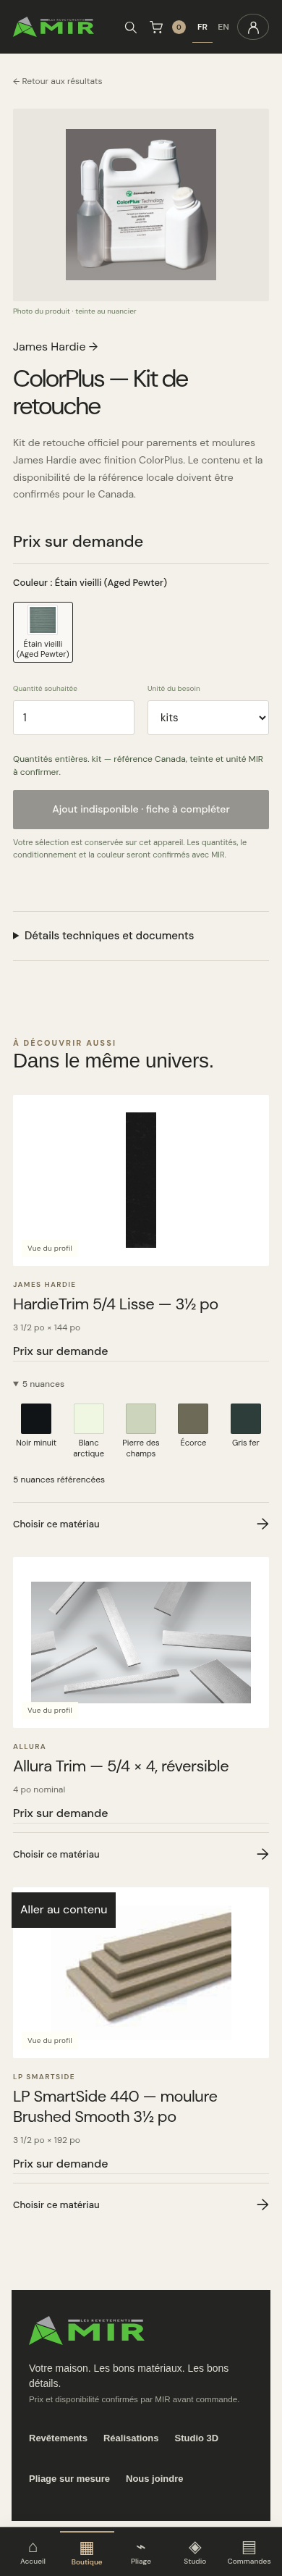 LES REVÊTEMENTS
AMIR
0
FR
EN
← Retour aux résultats
ColorPlus Technology
Photo du produit · teinte au nuancier
James Hardie →
ColorPlus — Kit de
retouche
Kit de retouche officiel pour parements et moulures
James Hardie avec finition ColorPlus. Le contenu et la
disponibilité de la référence locale doivent être
confirmés pour le Canada.
Prix sur demande
Couleur : Étain vieilli (Aged Pewter)
Étain vieilli
(Aged Pewter)
Quantité souhaitée
Unité du besoin
1
kits
Quantités entières. kit — référence Canada, teinte et unité MIR
à confirmer.
Ajout indisponible · fiche à compléter
Votre sélection est conservée sur cet appareil. Les quantités, le
conditionnement et la couleur seront confirmés avec MIR.
▶ Détails techniques et documents
À DÉCOUVRIR AUSSI
Dans le même univers.
Vue du profil
JAMES HARDIE
HardieTrim 5/4 Lisse — 3½ po
3 1/2 po × 144 po
Prix sur demande
▼ 5 nuances
Noir minuit
Blanc
arctique
Pierre des
champs
Écorce
Gris fer
5 nuances référencées
Choisir ce matériau →
Vue du profil
ALLURA
Allura Trim — 5/4 × 4, réversible
4 po nominal
Prix sur demande
Choisir ce matériau →
Aller au contenu
Vue du profil
LP SMARTSIDE
LP SmartSide 440 — moulure
Brushed Smooth 3½ po
3 1/2 po × 192 po
Prix sur demande
Choisir ce matériau →
LES REVÊTEMENTS
AMIR
Votre maison. Les bons matériaux. Les bons
détails.
Prix et disponibilité confirmés par MIR avant commande.
Revêtements
Réalisations
Studio 3D
Pliage sur mesure
Nous joindre
Accueil
Boutique
Pliage
Studio
Commandes